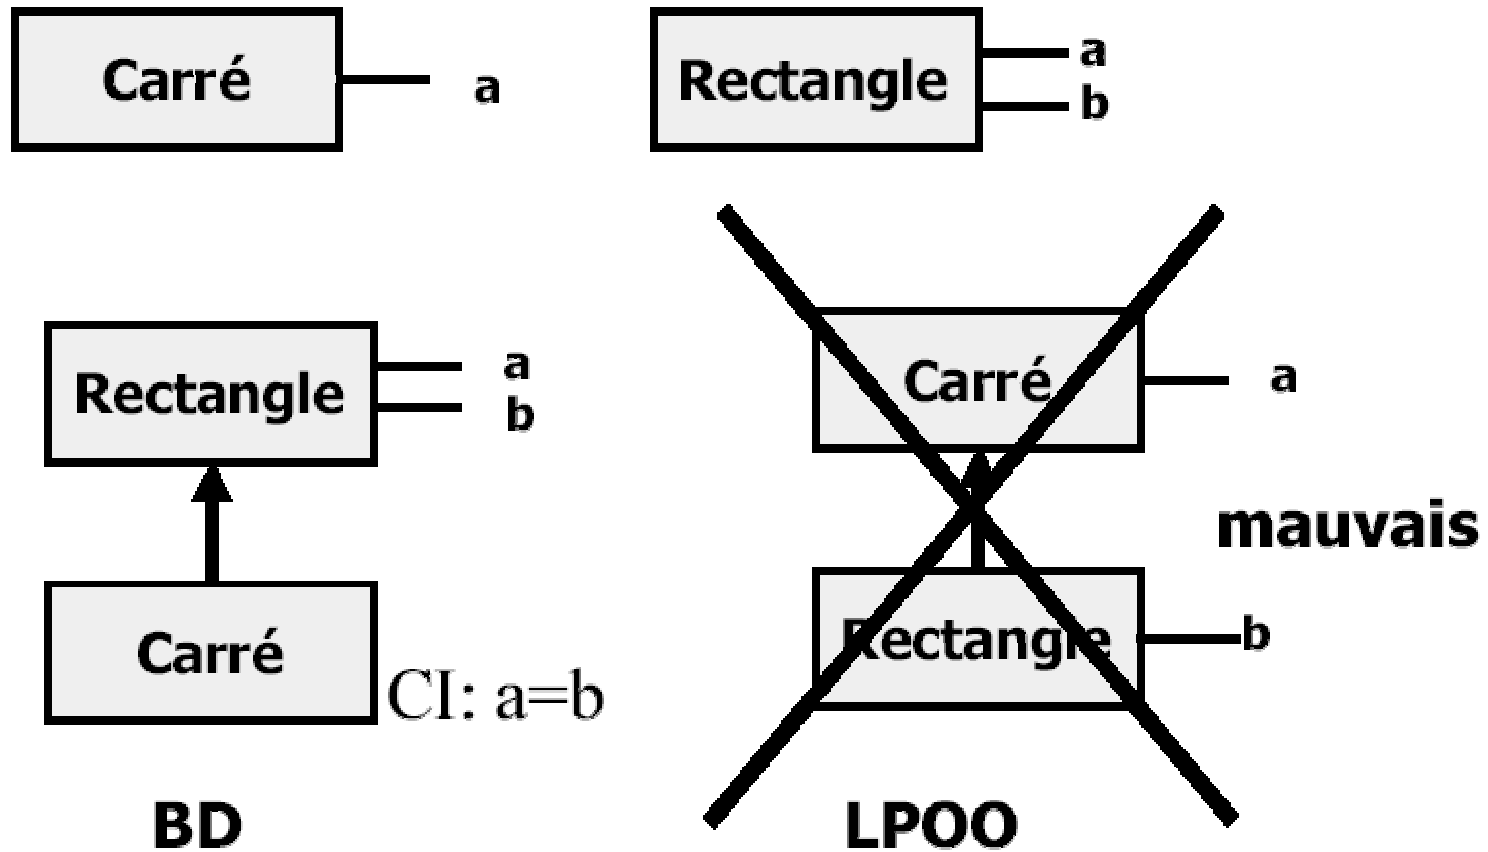 Carré
a
Rectangle
a
b
Rectangle
a
b
Carré
CI: a=b
BD
Carré
a
mauvais
Rectangle
b
LPOO